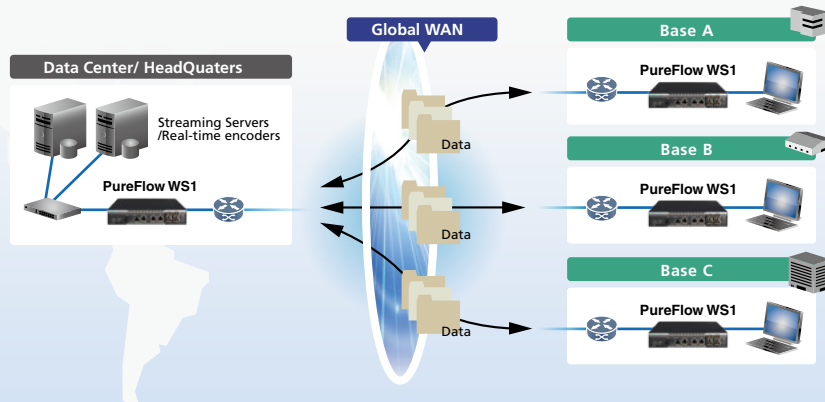 Global WAN
Data Center/ HeadQuaters
Streaming Servers
/Real-time encoders
PureFlow WS1
Data
Data
Data
Base A
PureFlow WS1
Base B
PureFlow WS1
Base C
PureFlow WS1